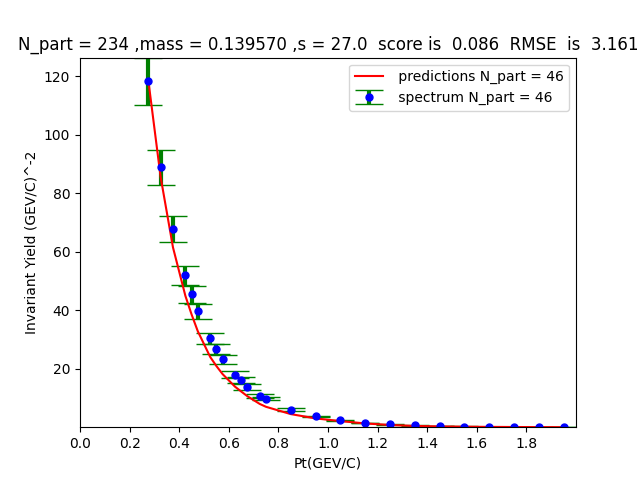 N_part = 234 ,mass = 0.139570 ,s = 27.0  score is  0.086  RMSE  is  3.161
predictions N_part = 46
spectrum N_part = 46
Invariant Yield (GEV/C)^-2
120
100
80
60
40
20
0.0 0.2 0.4 0.6 0.8 1.0 1.2 1.4 1.6 1.8
Pt(GEV/C)